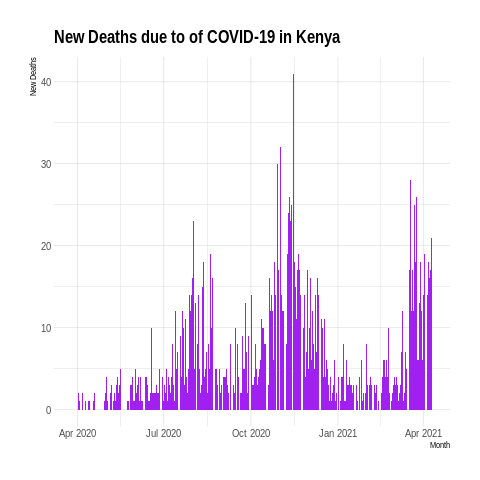 New Deaths due to of COVID-19 in Kenya
New Deaths
40
30
20
10
0
Apr 2020 Jul 2020 Oct 2020 Jan 2021 Apr 2021
Month